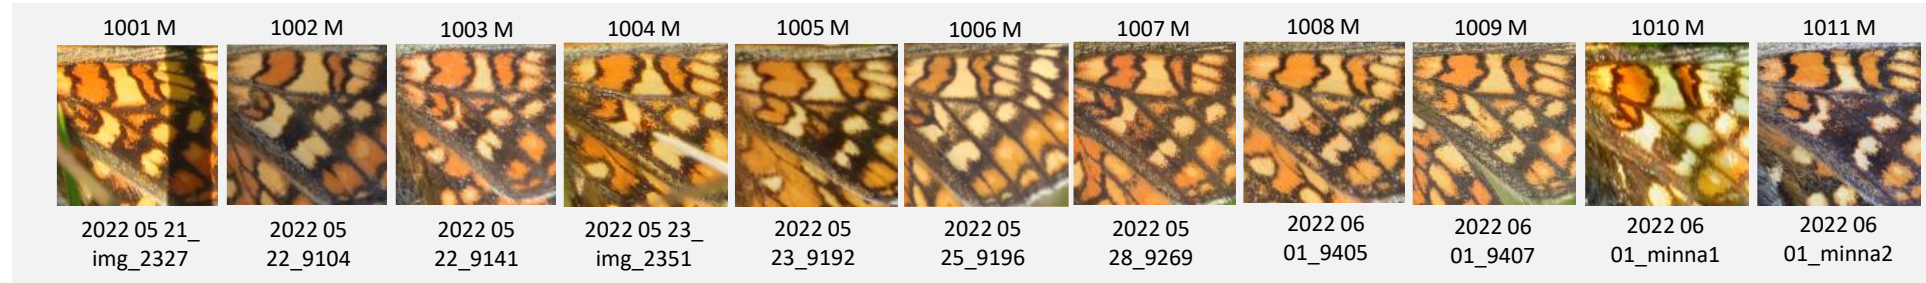 1001 M
1002 M
1003 M
1004 M
1005 M
1006 M
1007 M
1008 M
1009 M
1010 M
1011 M
2022 05 21_
img_2327
2022 05
22_9104
2022 05
22_9141
2022 05 23_
img_2351
2022 05
23_9192
2022 05
25_9196
2022 05
28_9269
2022 06
01_9405
2022 06
01_9407
2022 06
01_minna1
2022 06
01_minna2